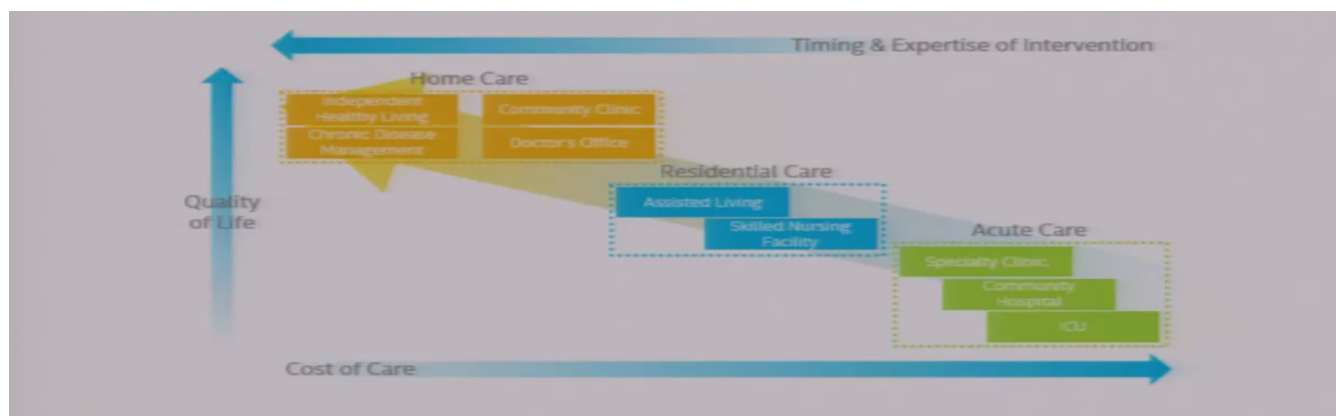 Timing & Expertise of Intervention
Home Care
Independent
Healthy Living
Community Clinic
Chronic Disease
Management
Doctor's Office
Residential Care
Quality
of Life
Assisted Living
Skilled Nursing
Facility
Acute Care
Specialty Clinic
Community
Hospital
ICU
Cost of Care